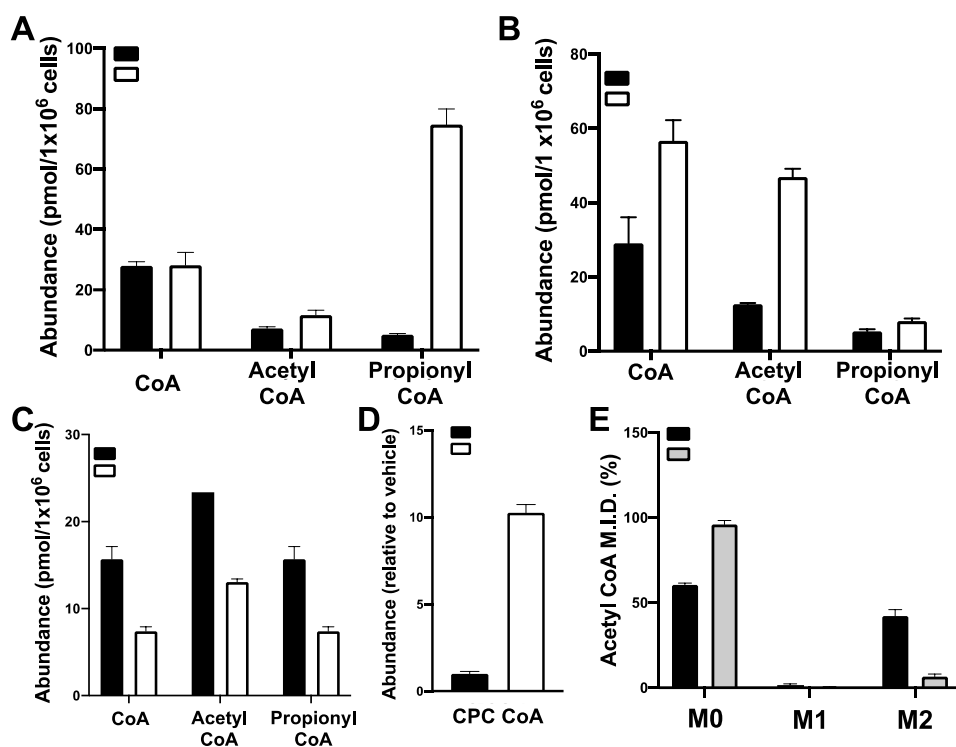 A
Abundance (pmol/1x10⁶ cells)
100
80
60
40
20
0
CoA
Acetyl
CoA
Propionyl
CoA
B
Abundance (pmol/1 x10⁶ cells)
80
60
40
20
0
CoA
Acetyl
CoA
Propionyl
CoA
C
Abundance (pmol/1x10⁶ cells)
30
20
10
0
CoA
Acetyl
CoA
Propionyl
CoA
D
Abundance (relative to vehicle)
15
10
5
0
CPC CoA
E
Acetyl CoA M.I.D. (%)
150
100
50
0
M0
M1
M2